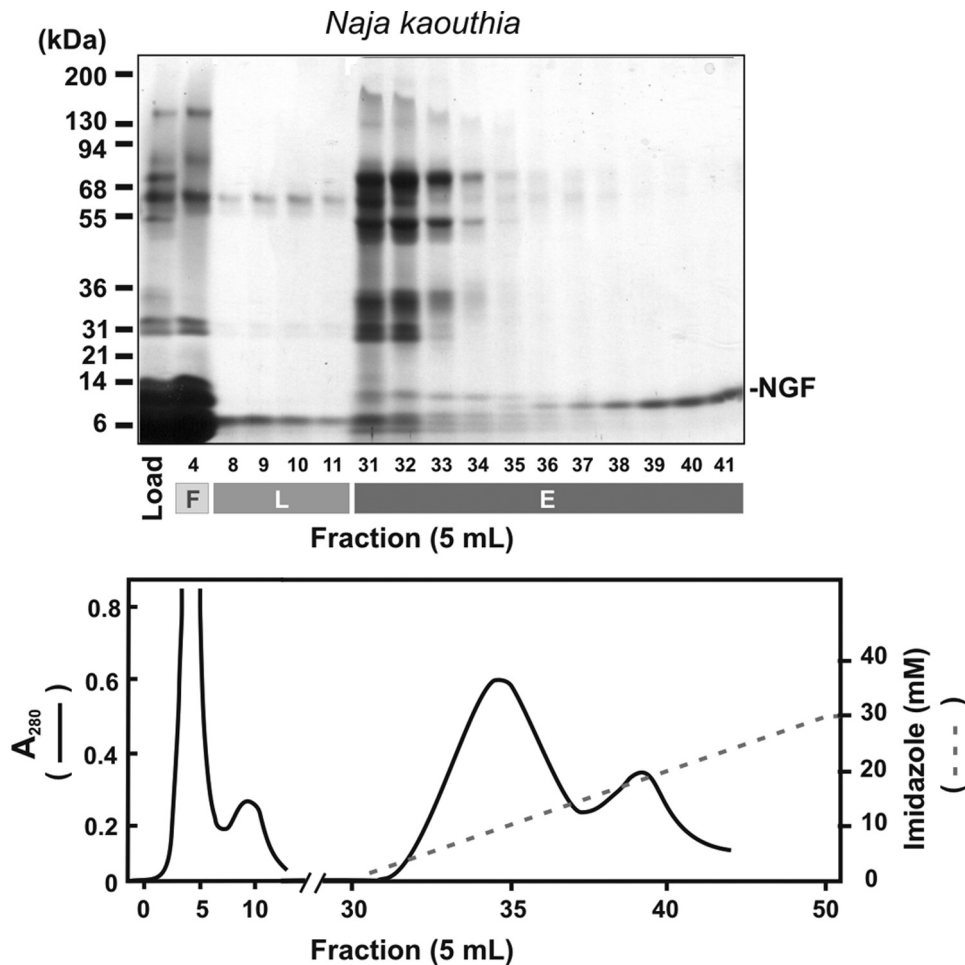 Naja kaouthia
(kDa)
200
130
94
68
55
36
31
21
14
6
-NGF
Load 4 8 9 10 11 31 32 33 34 35 36 37 38 39 40 41
F L E
Fraction (5 mL)
A280
( )
0.8
0.6
0.4
0.2
0
40
30
20
10
0
Imidazole (mM)
( )
0 5 10 30 35 40 50
Fraction (5 mL)